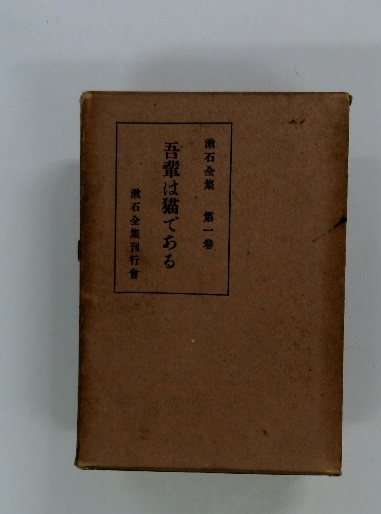 漱石全集 第一巻
吾輩は猫である
漱石全集刊行會